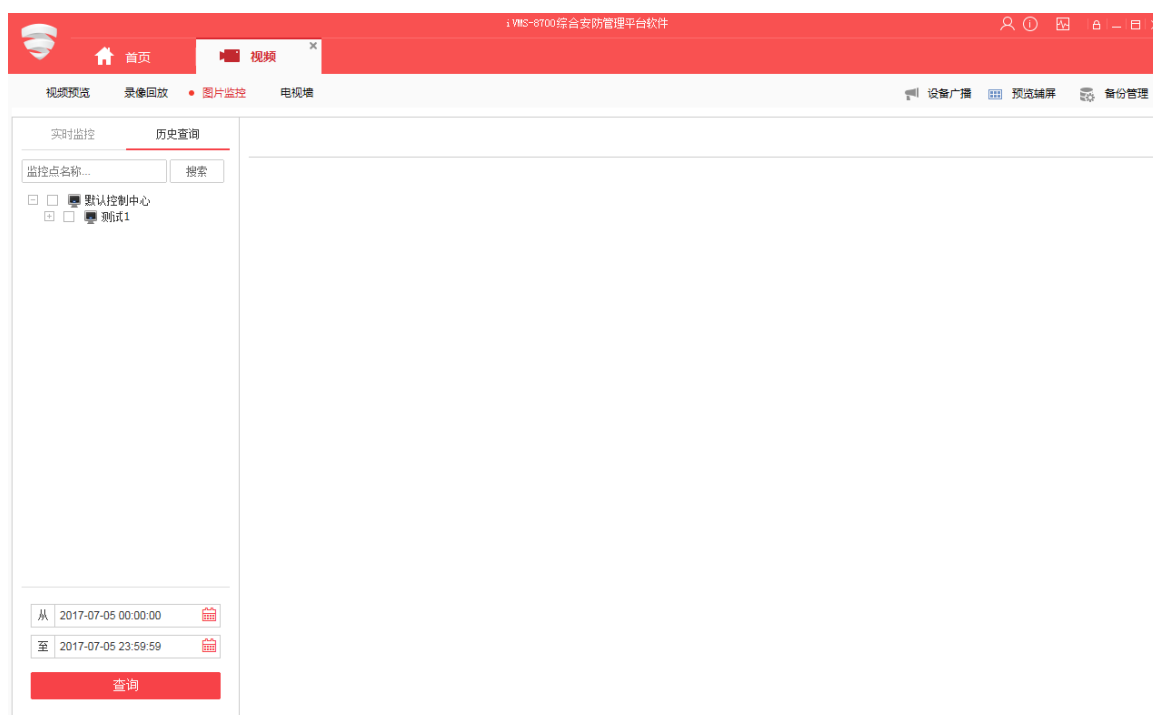 iVMS-8700综合安防管理平台软件
首页 视频
视频预览 录像回放 图片监控 电视墙 设备广播 预览辅屏 备份管理
实时监控 历史查询
监控点名称... 搜索
默认控制中心
测试1
从 2017-07-05 00:00:00
至 2017-07-05 23:59:59
查询